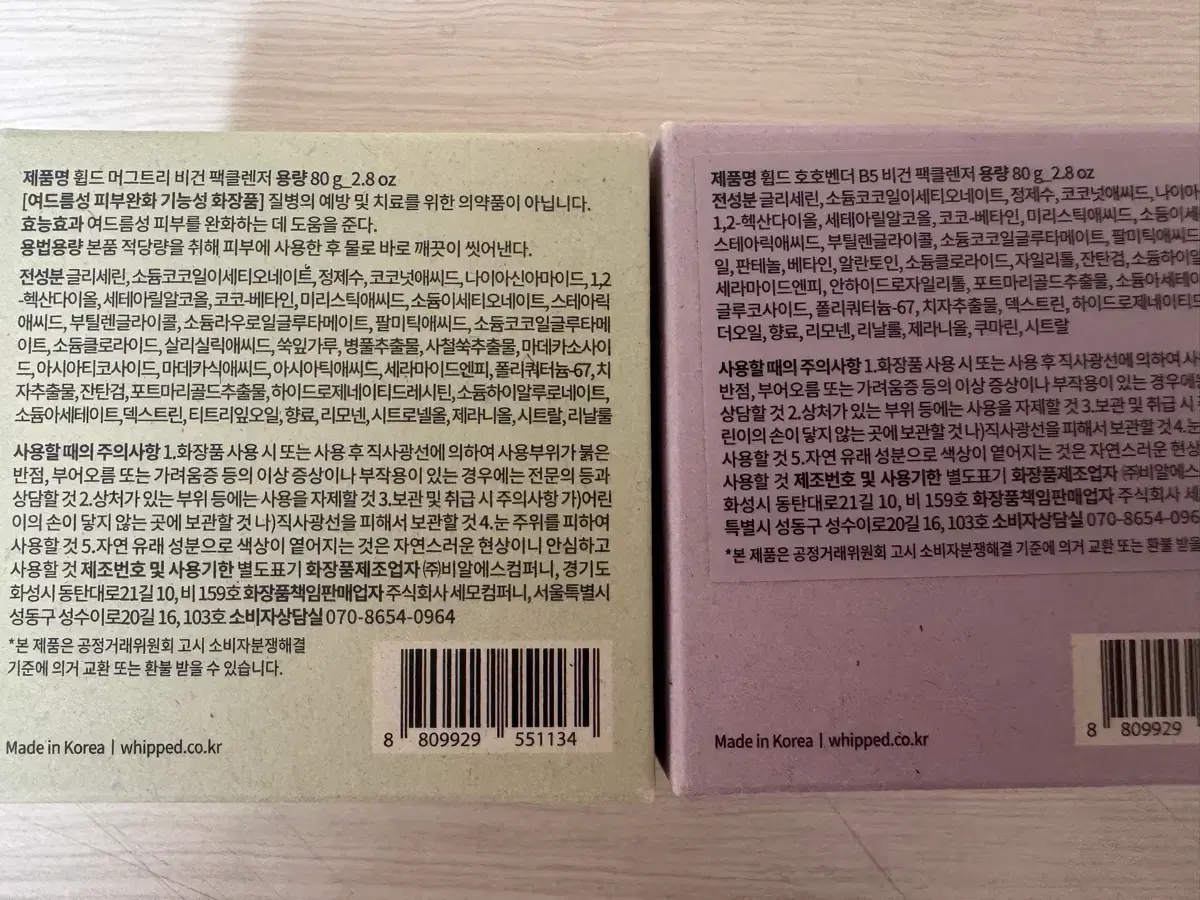 제품명 휩드 머그트리 비건 팩클렌저 용량 80 g_2.8 oz
[여드름성 피부완화 기능성 화장품] 질병의 예방 및 치료를 위한 의약품이 아닙니다.
효능효과 여드름성 피부를 완화하는 데 도움을 준다.
용법용량 본품 적당량을 취해 피부에 사용한 후 물로 바로 깨끗이 씻어낸다.
전성분 글리세린, 소듐코코일이세티오네이트, 정제수, 코코넛애씨드, 나이아신아마이드, 1,2
-헥산다이올, 세테아릴알코올, 코코-베타인, 미리스틱애씨드, 소듐이세티오네이트, 스테아릭
애씨드, 부틸렌글라이콜, 소듐라우로일글루타메이트, 팔미틱애씨드, 소듐코코일글루타메
이트, 소듐클로라이드, 살리실릭애씨드, 쑥잎가루, 병풀추출물, 사철쑥추출물, 마데카소사이
드, 아시아티코사이드, 마데카식애씨드, 아시아틱애씨드, 세라마이드엔피, 폴리쿼터늄-67, 치
자추출물, 잔탄검, 포트마리골드추출물, 하이드로제네이티드레시틴, 소듐하이알루로네이트,
소듐아세테이트, 덱스트린, 티트리잎오일, 향료, 리모넨, 시트로넬올, 제라니올, 시트랄, 리날룰
사용할 때의 주의사항 1.화장품 사용 시 또는 사용 후 직사광선에 의하여 사용부위가 붉은
반점, 부어오름 또는 가려움증 등의 이상 증상이나 부작용이 있는 경우에는 전문의 등과
상담할 것 2.상처가 있는 부위 등에는 사용을 자제할 것 3.보관 및 취급 시 주의사항 가)어린
이의 손이 닿지 않는 곳에 보관할 것 나)직사광선을 피해서 보관할 것 4.눈 주위를 피하여
사용할 것 5.자연 유래 성분으로 색상이 옅어지는 것은 자연스러운 현상이니 안심하고
사용할 것 제조번호 및 사용기한 별도표기 화장품제조업자 ㈜비알에스컴퍼니, 경기도
화성시 동탄대로21길 10, 비 159호 화장품책임판매업자 주식회사 세모컴퍼니, 서울특별시
성동구 성수이로20길 16, 103호 소비자상담실 070-8654-0964
*본 제품은 공정거래위원회 고시 소비자분쟁해결
기준에 의거 교환 또는 환불 받을 수 있습니다.
8 809929 551134
Made in Korea | whipped.co.kr
제품명 휩드 호호벤더 B5 비건 팩클렌저 용량 80 g_2.8 oz
전성분 글리세린, 소듐코코일이세티오네이트, 정제수, 코코넛애씨드, 나이아
1,2-헥산다이올, 세테아릴알코올, 코코-베타인, 미리스틱애씨드, 소듐이세
스테아릭애씨드, 부틸렌글라이콜, 소듐코코일글루타메이트, 팔미틱애씨드
일, 판테놀, 베타인, 알란토인, 소듐클로라이드, 자일리톨, 잔탄검, 소듐하이알
세라마이드엔피, 안하이드로자일리톨, 포트마리골드추출물, 소듐아세테
글루코사이드, 폴리쿼터늄-67, 치자추출물, 덱스트린, 하이드로제네이티드
더오일, 향료, 리모넨, 리날룰, 제라니올, 쿠마린, 시트랄
사용할 때의 주의사항 1.화장품 사용 시 또는 사용 후 직사광선에 의하여 사
반점, 부어오름 또는 가려움증 등의 이상 증상이나 부작용이 있는 경우에
상담할 것 2.상처가 있는 부위 등에는 사용을 자제할 것 3.보관 및 취급 시
린이의 손이 닿지 않는 곳에 보관할 것 나)직사광선을 피해서 보관할 것 4.눈
사용할 것 5.자연 유래 성분으로 색상이 옅어지는 것은 자연스러운 현상
사용할 것 제조번호 및 사용기한 별도표기 화장품제조업자 ㈜비알에스
화성시 동탄대로21길 10, 비 159호 화장품책임판매업자 주식회사 세
특별시 성동구 성수이로20길 16, 103호 소비자상담실 070-8654-096
*본 제품은 공정거래위원회 고시 소비자분쟁해결 기준에 의거 교환 또는 환불 받을
8 809929
Made in Korea | whipped.co.kr